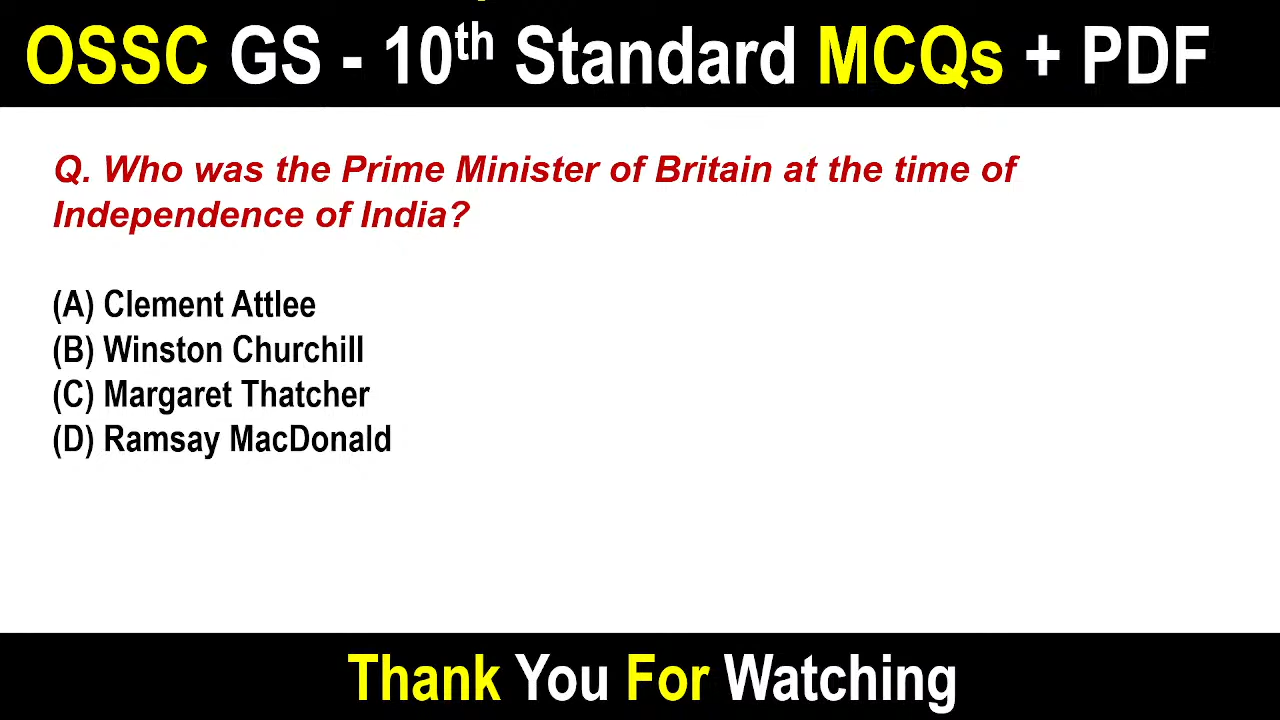 OSSC GS - 10th Standard MCQs + PDF
Q. Who was the Prime Minister of Britain at the time of
Independence of India?
(A) Clement Attlee
(B) Winston Churchill
(C) Margaret Thatcher
(D) Ramsay MacDonald
Thank You For Watching